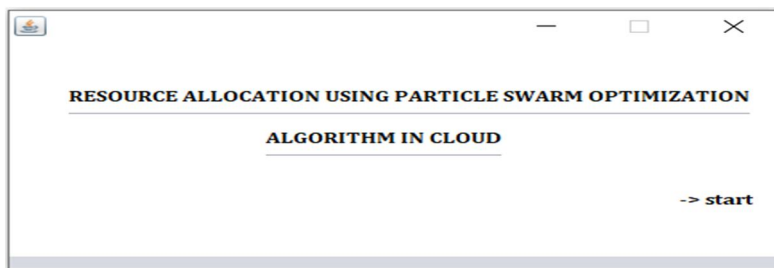 RESOURCE ALLOCATION USING PARTICLE SWARM OPTIMIZATION
ALGORITHM IN CLOUD
-> start